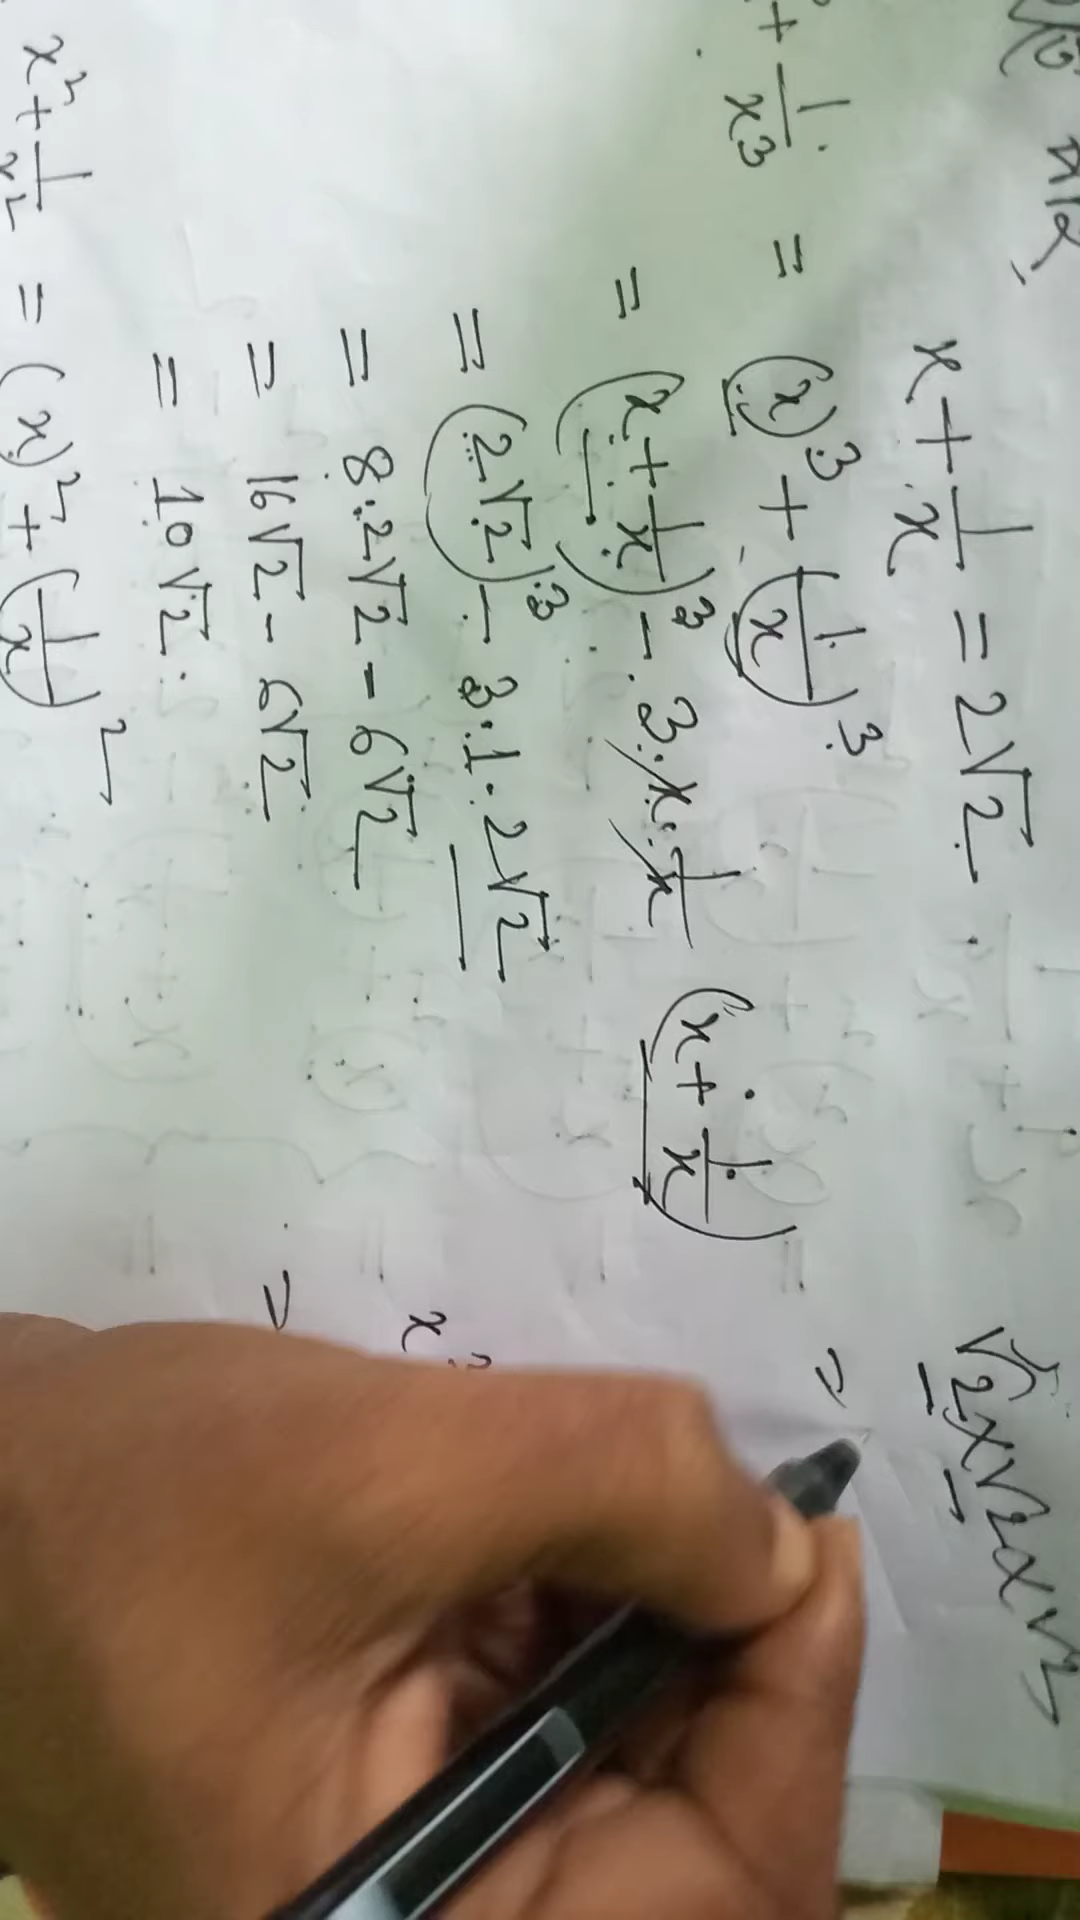 x + 1/x = 2√2
√2×√2×√2
+ 1/x³ = (x)³ + (1/x)³
= (x + 1/x)³ - 3·x·1/x (x + 1/x)
= (2√2)³ - 3·1·2√2
= 8·2√2 - 6√2
= 16√2 - 6√2
= 10√2
x² + 1/x² = (x)² + (1/x)²